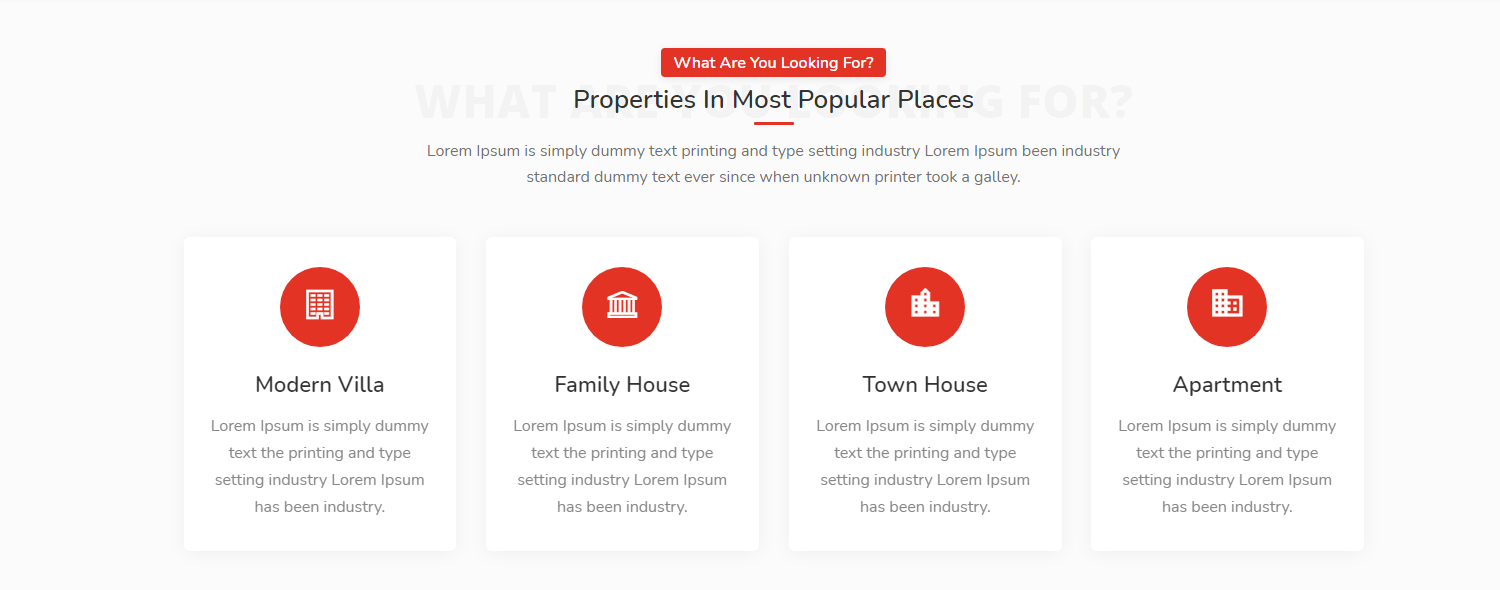 What Are You Looking For?
WHAT ARE YOU LOOKING FOR?
Properties In Most Popular Places
Lorem Ipsum is simply dummy text printing and type setting industry Lorem Ipsum been industry
standard dummy text ever since when unknown printer took a galley.
Modern Villa
Lorem Ipsum is simply dummy
text the printing and type
setting industry Lorem Ipsum
has been industry.
Family House
Lorem Ipsum is simply dummy
text the printing and type
setting industry Lorem Ipsum
has been industry.
Town House
Lorem Ipsum is simply dummy
text the printing and type
setting industry Lorem Ipsum
has been industry.
Apartment
Lorem Ipsum is simply dummy
text the printing and type
setting industry Lorem Ipsum
has been industry.